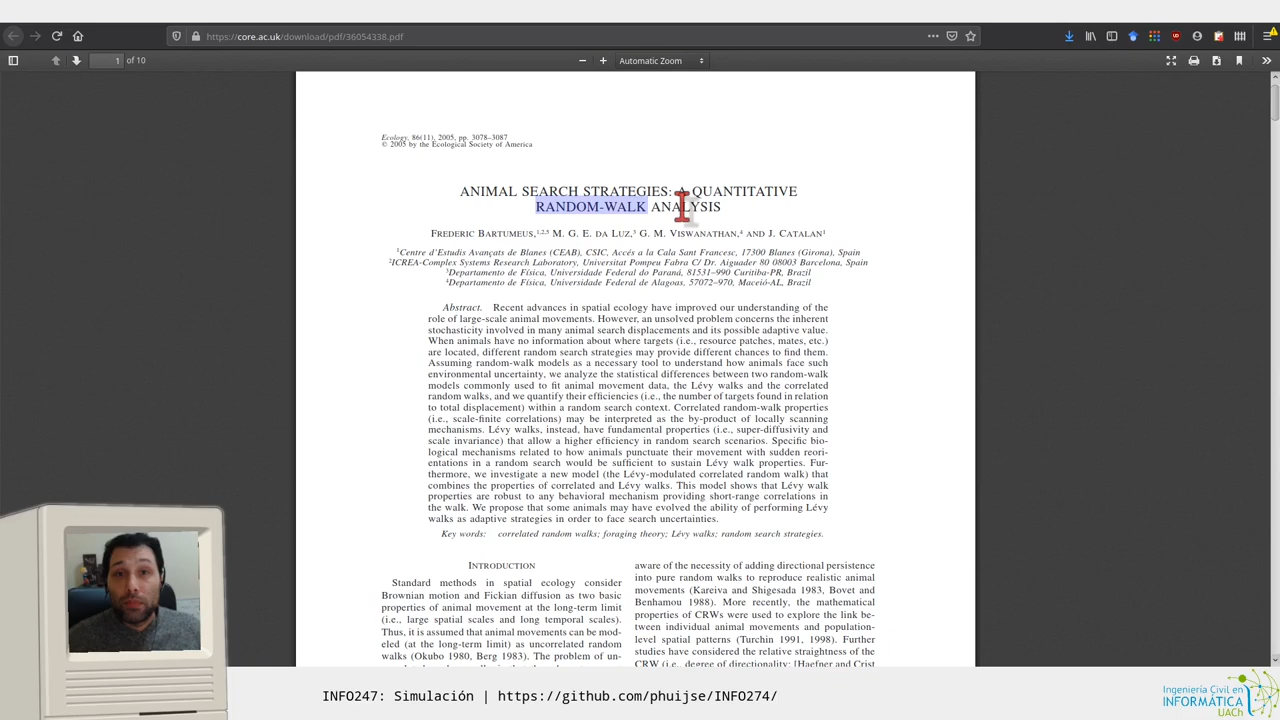 https://core.ac.uk/download/pdf/36054338.pdf
1 of 10
Automatic Zoom
Ecology, 86(11), 2005, pp. 3078–3087
© 2005 by the Ecological Society of America
ANIMAL SEARCH STRATEGIES: A QUANTITATIVE
RANDOM-WALK ANALYSIS
Frederic Bartumeus,1,2,5 M. G. E. da Luz,3 G. M. Viswanathan,4 and J. Catalan1
1Centre d'Estudis Avançats de Blanes (CEAB), CSIC, Accés a la Cala Sant Francesc, 17300 Blanes (Girona), Spain
2ICREA-Complex Systems Research Laboratory, Universitat Pompeu Fabra C/ Dr. Aiguader 80 08003 Barcelona, Spain
3Departamento de Física, Universidade Federal do Paraná, 81531–990 Curitiba-PR, Brazil
4Departamento de Física, Universidade Federal de Alagoas, 57072–970, Maceió-AL, Brazil
Abstract. Recent advances in spatial ecology have improved our understanding of the
role of large-scale animal movements. However, an unsolved problem concerns the inherent
stochasticity involved in many animal search displacements and its possible adaptive value.
When animals have no information about where targets (i.e., resource patches, mates, etc.)
are located, different random search strategies may provide different chances to find them.
Assuming random-walk models as a necessary tool to understand how animals face such
environmental uncertainty, we analyze the statistical differences between two random-walk
models commonly used to fit animal movement data, the Lévy walks and the correlated
random walks, and we quantify their efficiencies (i.e., the number of targets found in relation
to total displacement) within a random search context. Correlated random-walk properties
(i.e., scale-finite correlations) may be interpreted as the by-product of locally scanning
mechanisms. Lévy walks, instead, have fundamental properties (i.e., super-diffusivity and
scale invariance) that allow a higher efficiency in random search scenarios. Specific bio-
logical mechanisms related to how animals punctuate their movement with sudden reori-
entations in a random search would be sufficient to sustain Lévy walk properties. Fur-
thermore, we investigate a new model (the Lévy-modulated correlated random walk) that
combines the properties of correlated and Lévy walks. This model shows that Lévy walk
properties are robust to any behavioral mechanism providing short-range correlations in
the walk. We propose that some animals may have evolved the ability of performing Lévy
walks as adaptive strategies in order to face search uncertainties.
Key words: correlated random walks; foraging theory; Lévy walks; random search strategies.
Introduction
Standard methods in spatial ecology consider
Brownian motion and Fickian diffusion as two basic
properties of animal movement at the long-term limit
(i.e., large spatial scales and long temporal scales).
Thus, it is assumed that animal movements can be mod-
eled (at the long-term limit) as uncorrelated random
walks (Okubo 1980, Berg 1983). The problem of un-
aware of the necessity of adding directional persistence
into pure random walks to reproduce realistic animal
movements (Kareiva and Shigesada 1983, Bovet and
Benhamou 1988). More recently, the mathematical
properties of CRWs were used to explore the link be-
tween individual animal movements and population-
level spatial patterns (Turchin 1991, 1998). Further
studies have considered the relative straightness of the
CRW (i.e., degree of directionality; [Haefner and Crist
INFO247: Simulación | https://github.com/phuijse/INFO274/
Ingeniería Civil en
INFORMÁTICA
UACh